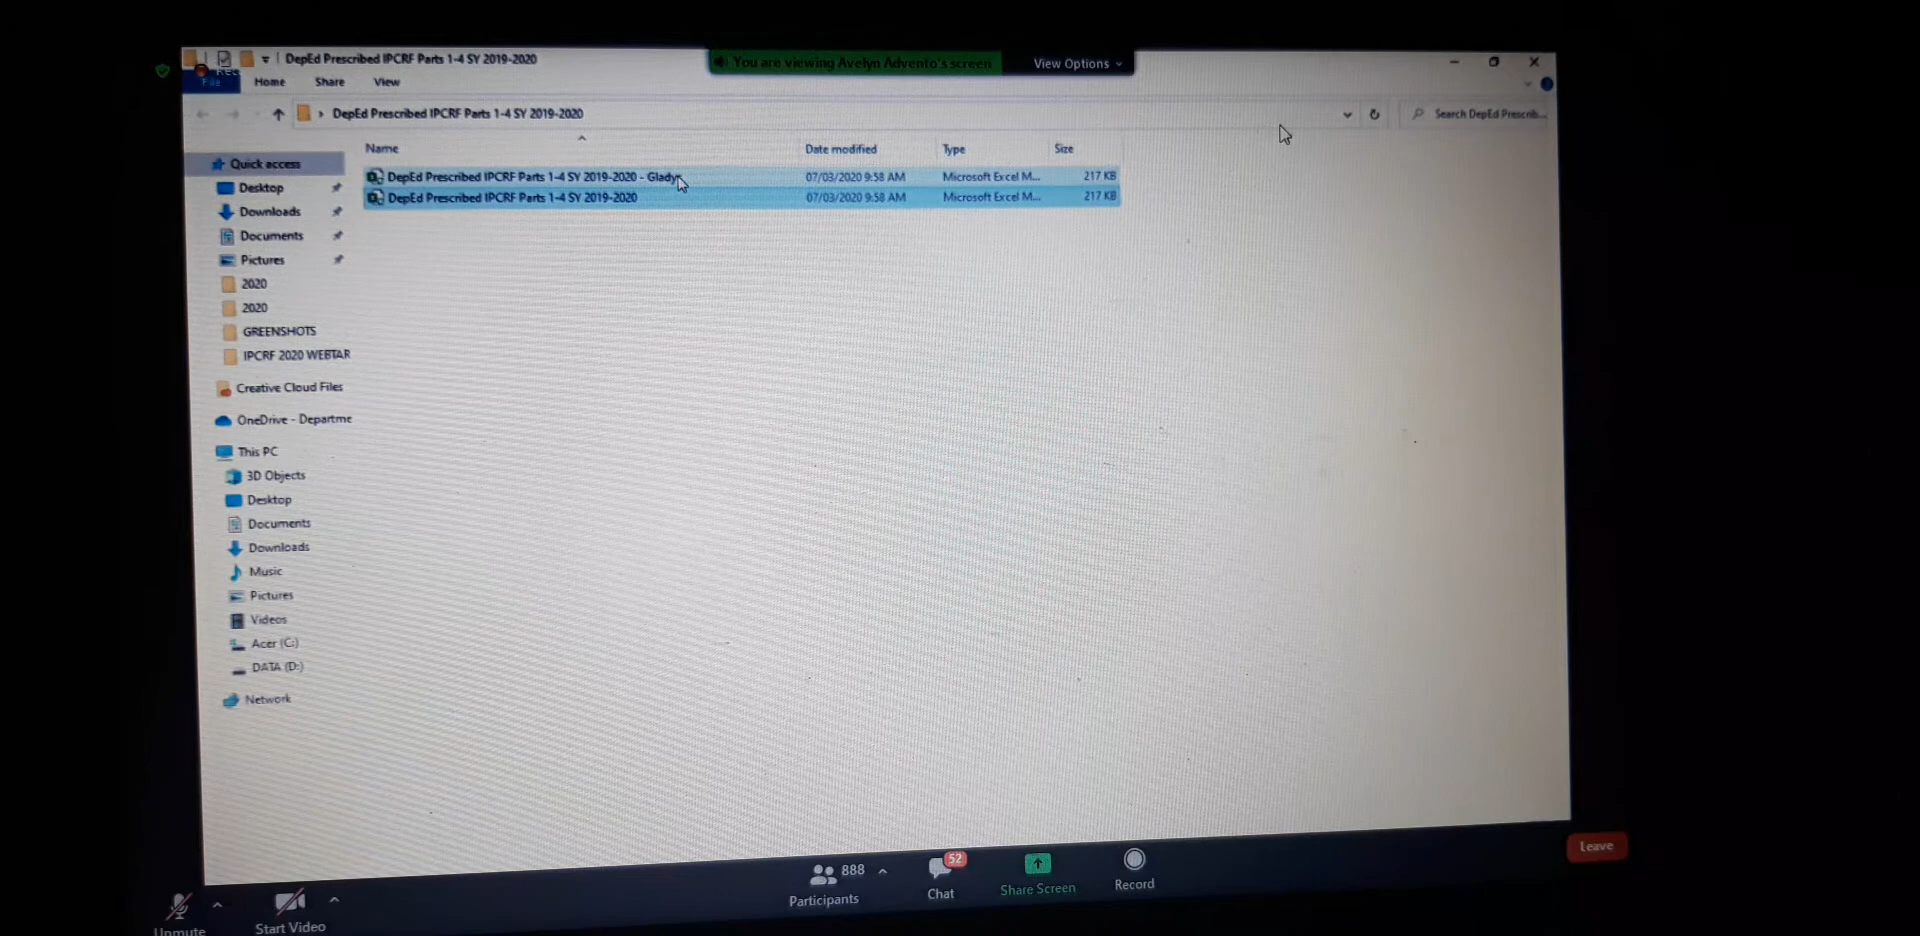 DepEd Prescribed IPCRF Parts 1-4 SY 2019-2020
You are viewing Avelyn Advento's screen
View Options
File Home Share View
DepEd Prescribed IPCRF Parts 1-4 SY 2019-2020
Search DepEd Prescrib...
Name Date modified Type Size
DepEd Prescribed IPCRF Parts 1-4 SY 2019-2020 - Gladys 07/03/2020 9:58 AM Microsoft Excel M... 217 KB
DepEd Prescribed IPCRF Parts 1-4 SY 2019-2020 07/03/2020 9:58 AM Microsoft Excel M... 217 KB
Quick access
Desktop
Downloads
Documents
Pictures
2020
2020
GREENSHOTS
IPCRF 2020 WEBTAR
Creative Cloud Files
OneDrive - Departme
This PC
3D Objects
Desktop
Documents
Downloads
Music
Pictures
Videos
Acer (C:)
DATA (D:)
Network
Unmute
Start Video
888
Participants
52
Chat
Share Screen
Record
Leave